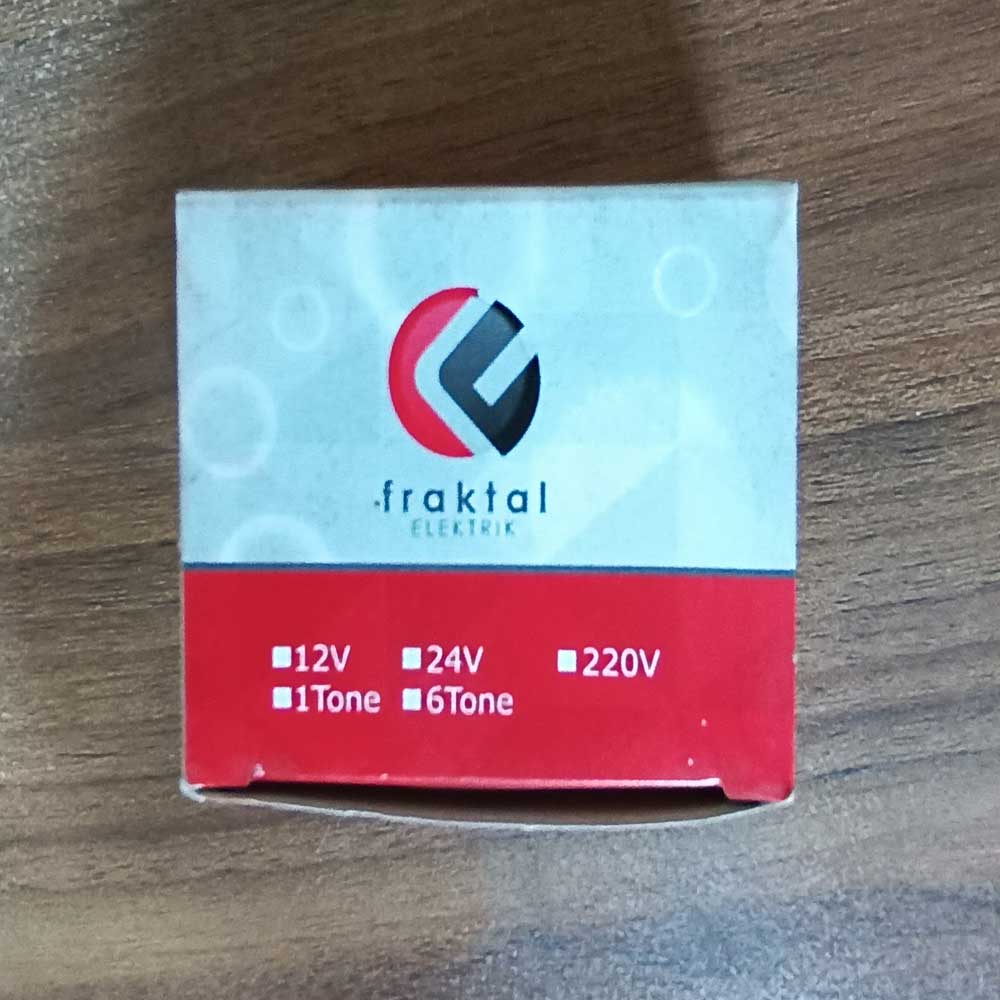 fraktal
ELEKTRIK
12V 24V 220V
1Tone 6Tone